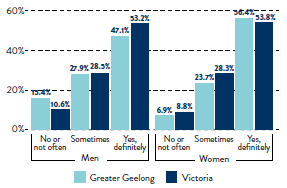 60%
40%
20%
0%
15.4% 10.6% 27.9% 28.5% 47.1% 53.2% 6.9% 8.8% 23.7% 28.3% 56.4% 53.8%
No or not often Sometimes Yes, definitely No or not often Sometimes Yes, definitely
Men Women
Greater Geelong Victoria